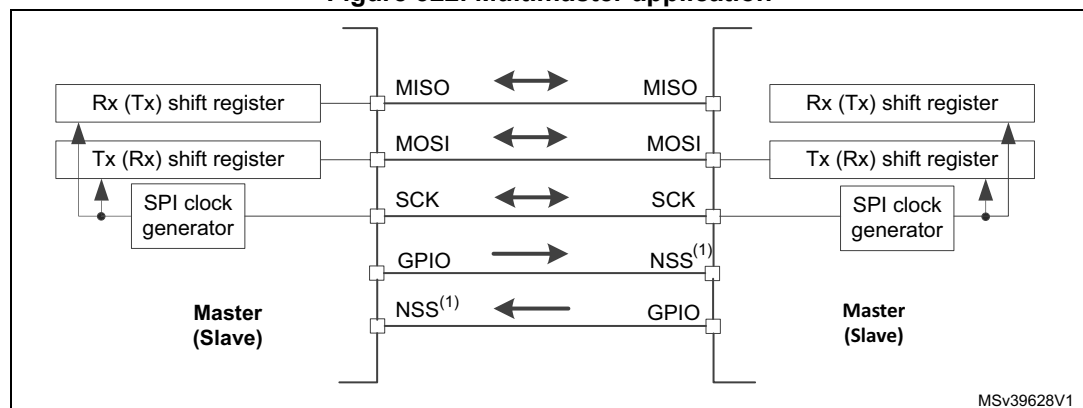 Figure 622. Multimaster application
MISO MISO
Rx (Tx) shift register Rx (Tx) shift register
MOSI MOSI
Tx (Rx) shift register Tx (Rx) shift register
SCK SCK
SPI clock generator SPI clock generator
GPIO NSS(1)
NSS(1) GPIO
Master Master
(Slave) (Slave)
MSv39628V1